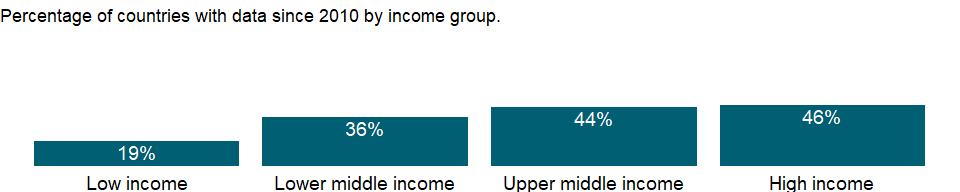 Percentage of countries with data since 2010 by income group.
19%
36%
44%
46%
Low income
Lower middle income
Upper middle income
High income